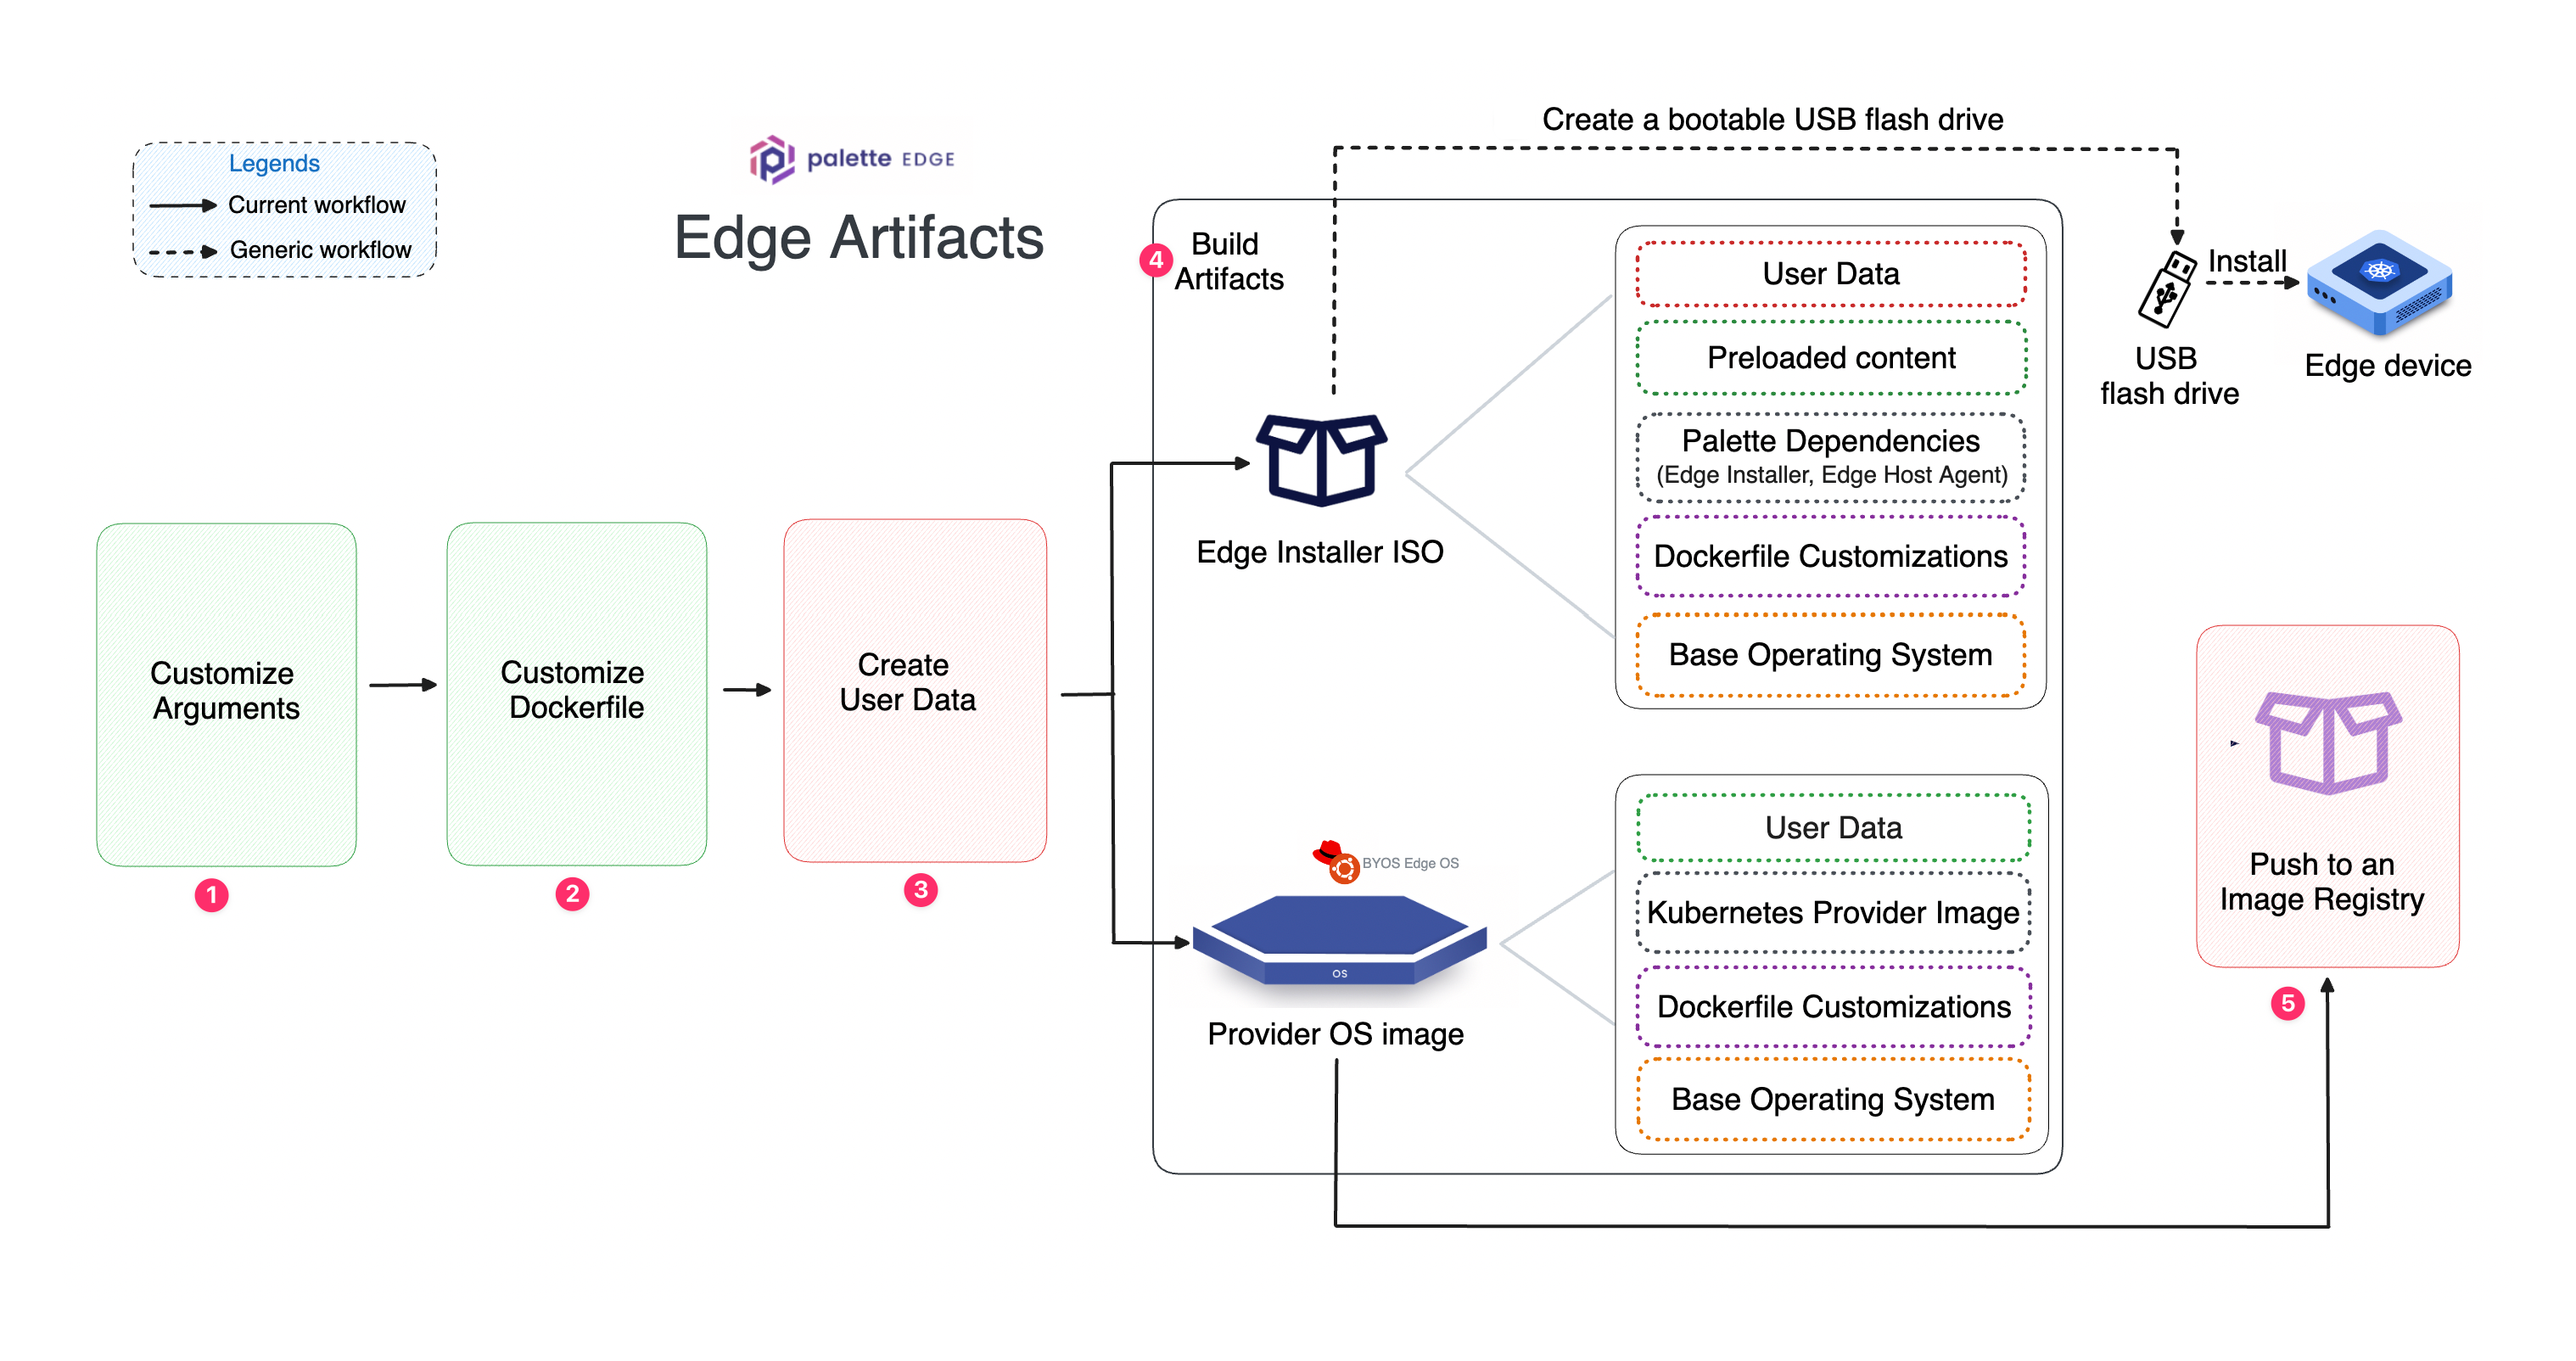 Legends
Current workflow
Generic workflow
palette EDGE
Edge Artifacts
Create a bootable USB flash drive
4
Build
Artifacts
User Data
Preloaded content
Palette Dependencies
(Edge Installer, Edge Host Agent)
Dockerfile Customizations
Base Operating System
Edge Installer ISO
Install
USB
flash drive
Edge device
Customize
Arguments
1
Customize
Dockerfile
2
Create
User Data
3
BYOS Edge OS
OS
Provider OS image
User Data
Kubernetes Provider Image
Dockerfile Customizations
Base Operating System
Push to an
Image Registry
5